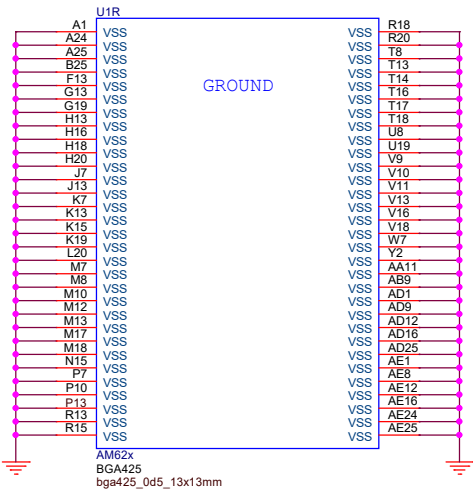 U1R
A1 VSS VSS R18
A24 VSS VSS R20
A25 VSS VSS T8
B25 VSS VSS T13
F13 VSS GROUND VSS T14
G13 VSS VSS T16
G19 VSS VSS T17
H13 VSS VSS T18
H16 VSS VSS U8
H18 VSS VSS U19
H20 VSS VSS V9
J7 VSS VSS V10
J13 VSS VSS V11
K7 VSS VSS V13
K13 VSS VSS V16
K15 VSS VSS V18
K19 VSS VSS W7
L20 VSS VSS Y2
M7 VSS VSS AA11
M8 VSS VSS AB9
M10 VSS VSS AD1
M12 VSS VSS AD9
M13 VSS VSS AD12
M17 VSS VSS AD16
M18 VSS VSS AD25
N15 VSS VSS AE1
P7 VSS VSS AE8
P10 VSS VSS AE12
P13 VSS VSS AE16
R13 VSS VSS AE24
R15 VSS VSS AE25
AM62x
BGA425
bga425_0d5_13x13mm